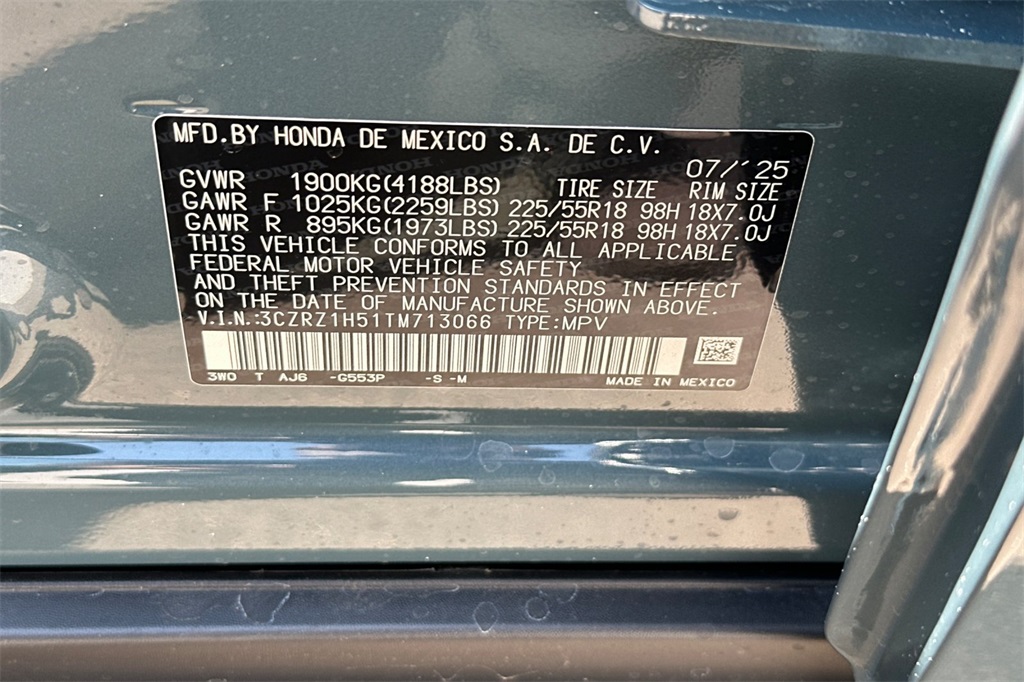 MFD.BY HONDA DE MEXICO S.A. DE C.V.
07/'25
GVWR 1900KG(4188LBS) TIRE SIZE RIM SIZE
GAWR F 1025KG(2259LBS) 225/55R18 98H 18X7.0J
GAWR R 895KG(1973LBS) 225/55R18 98H 18X7.0J
THIS VEHICLE CONFORMS TO ALL APPLICABLE
FEDERAL MOTOR VEHICLE SAFETY
AND THEFT PREVENTION STANDARDS IN EFFECT
ON THE DATE OF MANUFACTURE SHOWN ABOVE.
V.I.N.:3CZRZ1H51TM713066 TYPE:MPV
3W0 T AJ6 -G553P -S -M MADE IN MEXICO